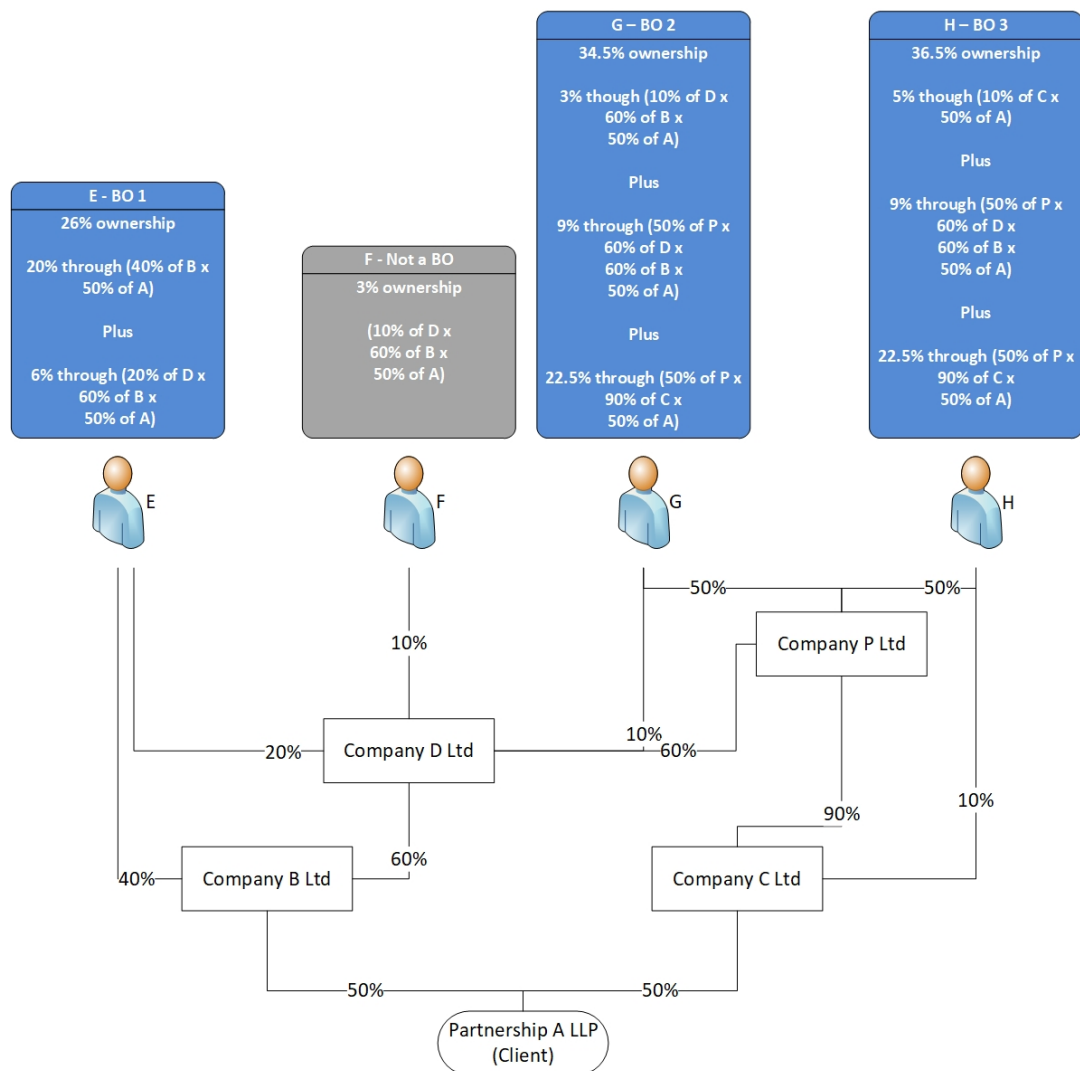 E - BO 1
26% ownership
20% through (40% of B x
50% of A)
Plus
6% through (20% of D x
60% of B x
50% of A)
F - Not a BO
3% ownership
(10% of D x
60% of B x
50% of A)
G – BO 2
34.5% ownership
3% though (10% of D x
60% of B x
50% of A)
Plus
9% through (50% of P x
60% of D x
60% of B x
50% of A)
Plus
22.5% through (50% of P x
90% of C x
50% of A)
H – BO 3
36.5% ownership
5% though (10% of C x
50% of A)
Plus
9% through (50% of P x
60% of D x
60% of B x
50% of A)
Plus
22.5% through (50% of P x
90% of C x
50% of A)
E
F
G
H
50%
50%
Company P Ltd
10%
10%
20%
Company D Ltd
60%
10%
90%
60%
40%
Company B Ltd
Company C Ltd
50%
50%
Partnership A LLP
(Client)